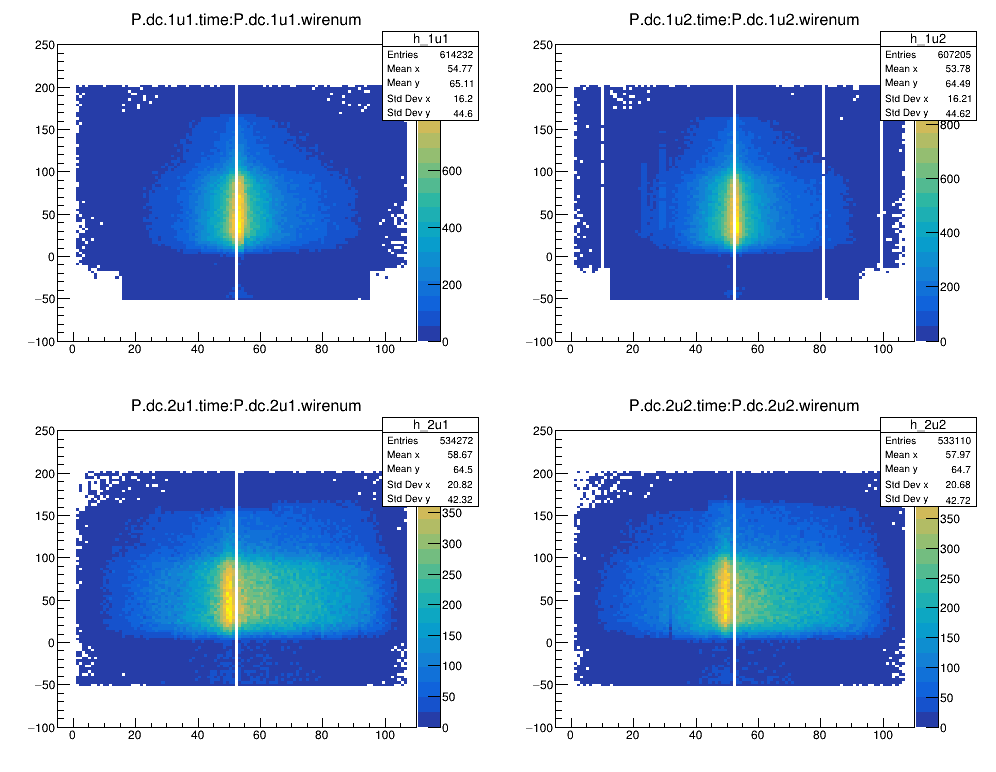 P.dc.1u1.time:P.dc.1u1.wirenum
h_1u1
Entries 614232
Mean x 54.77
Mean y 65.11
Std Dev x 16.2
Std Dev y 44.6
250
200
150
100
50
0
−50
−100
0 20 40 60 80 100
600
400
200
0
P.dc.1u2.time:P.dc.1u2.wirenum
h_1u2
Entries 607205
Mean x 53.78
Mean y 64.49
Std Dev x 16.21
Std Dev y 44.62
250
200
150
100
50
0
−50
−100
0 20 40 60 80 100
800
600
400
200
0
P.dc.2u1.time:P.dc.2u1.wirenum
h_2u1
Entries 534272
Mean x 58.67
Mean y 64.5
Std Dev x 20.82
Std Dev y 42.32
250
200
150
100
50
0
−50
−100
0 20 40 60 80 100
350
300
250
200
150
100
50
0
P.dc.2u2.time:P.dc.2u2.wirenum
h_2u2
Entries 533110
Mean x 57.97
Mean y 64.7
Std Dev x 20.68
Std Dev y 42.72
250
200
150
100
50
0
−50
−100
0 20 40 60 80 100
350
300
250
200
150
100
50
0